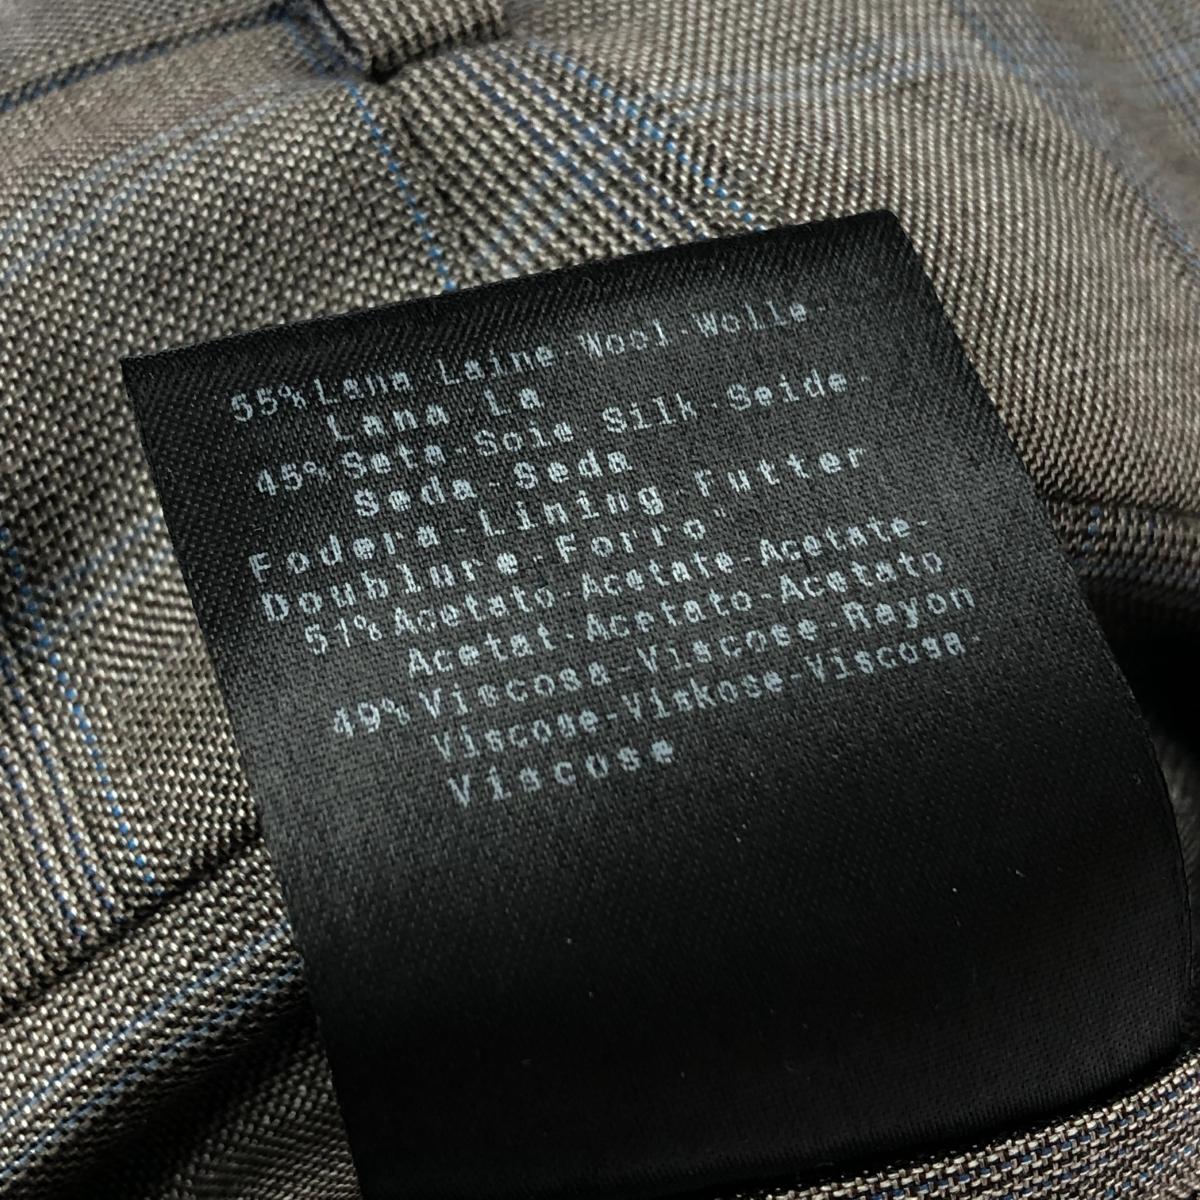 55% Lana-Laine-Wool-Wolle-
Lana-La
45% Seta-Soie Silk-Seide-
Seda-Seda
Fodera-Lining-Futter
Doublure-Forro"
51% Acetato-Acetate-Acetate-
Acetat-Acetato-Acetato
49% Viscosa-Viscose-Rayon
Viscose-Viskose-Viscosa-
Viscose